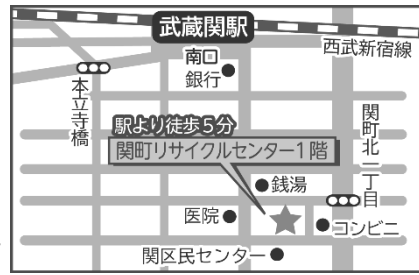 武蔵関駅
西武新宿線
南口
銀行
本立寺橋
駅より徒歩5分
関町リサイクルセンター1階
関町北一丁目
銭湯
医院
コンビニ
関区民センター